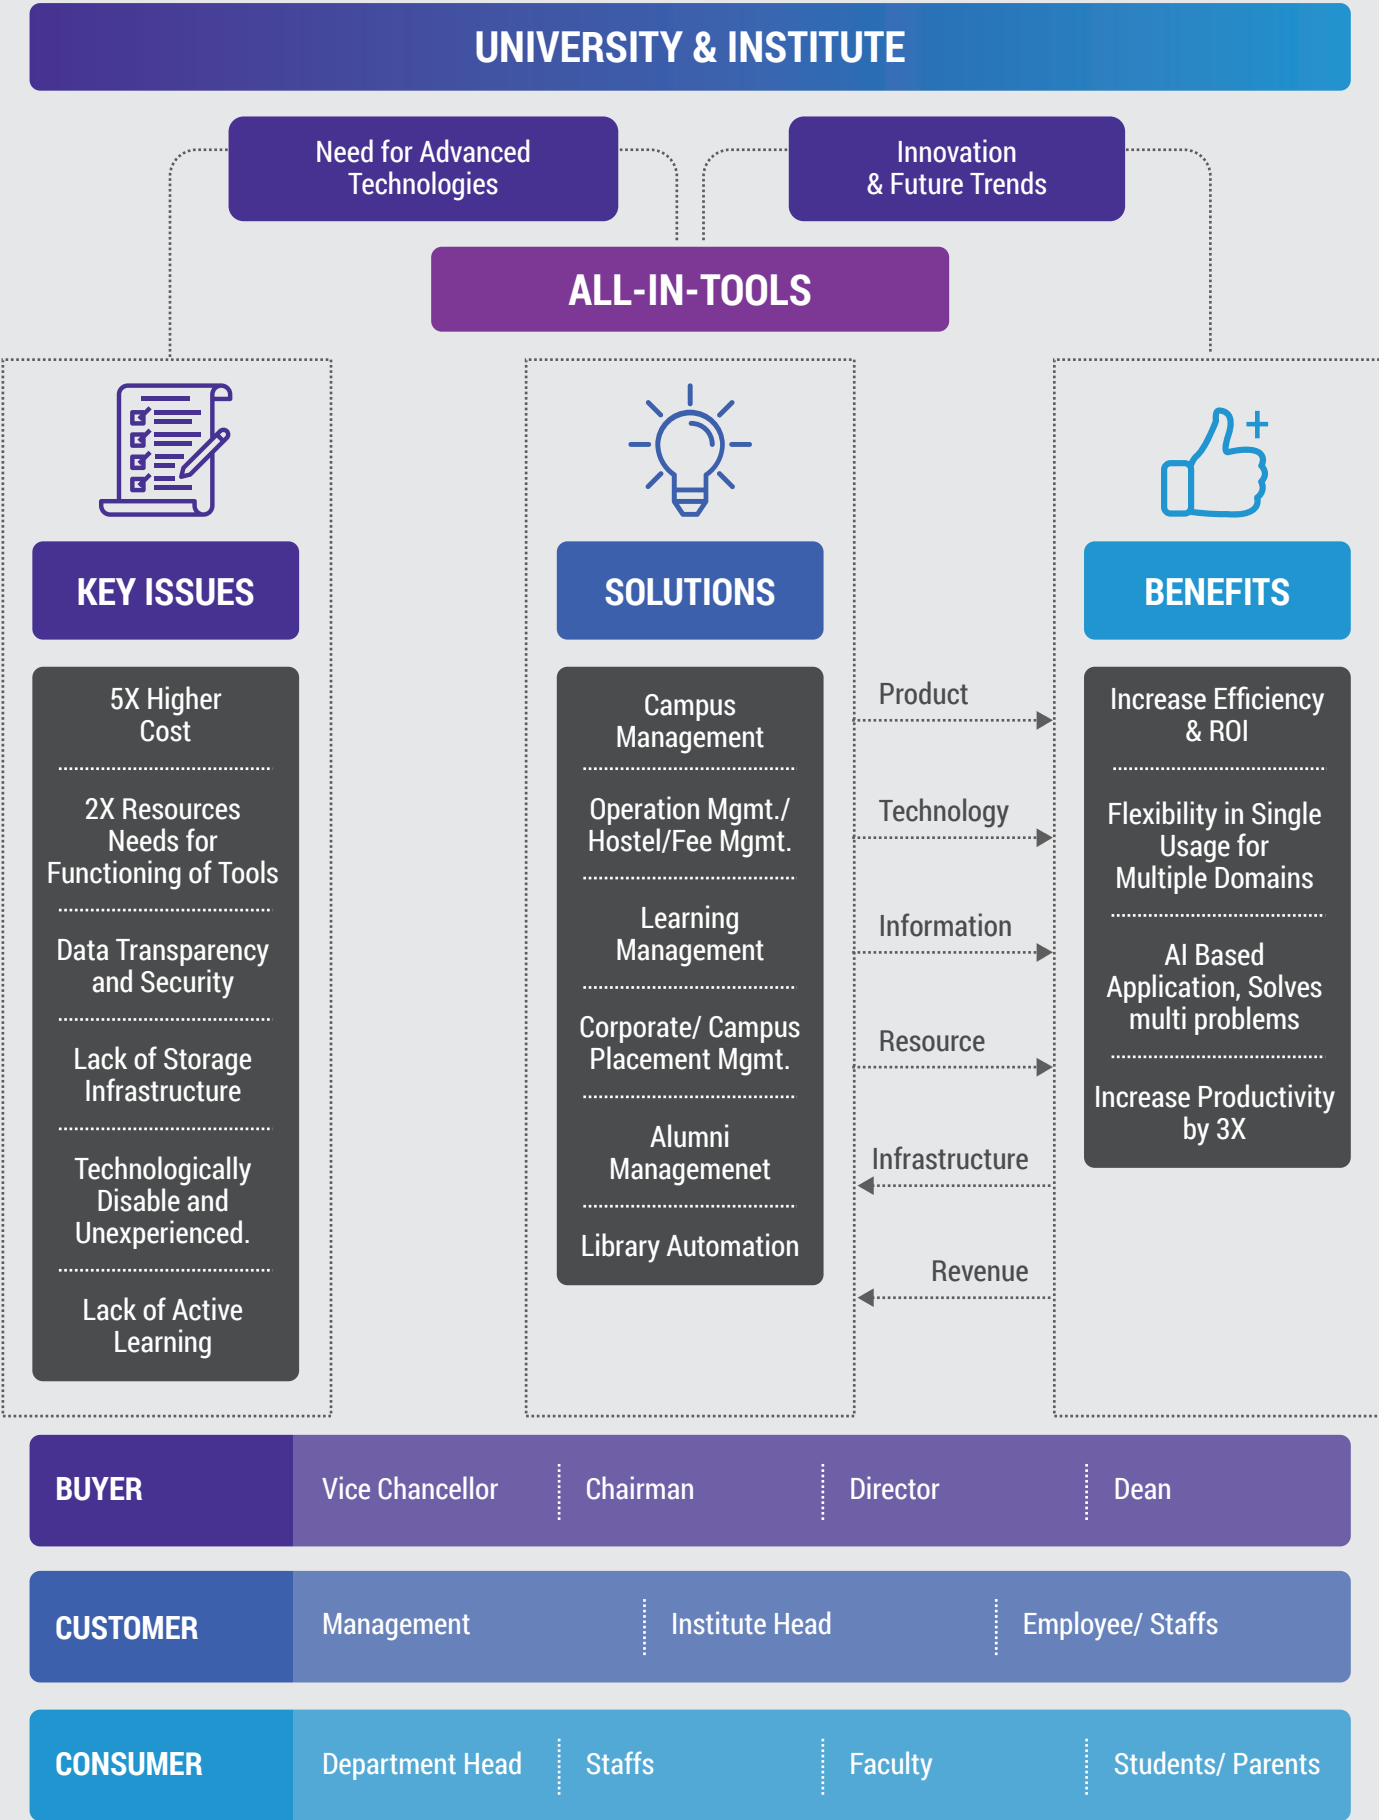 UNIVERSITY & INSTITUTE
Need for Advanced
Technologies
Innovation
& Future Trends
ALL-IN-TOOLS
KEY ISSUES
5X Higher
Cost
2X Resources
Needs for
Functioning of Tools
Data Transparency
and Security
Lack of Storage
Infrastructure
Technologically
Disable and
Unexperienced.
Lack of Active
Learning
SOLUTIONS
Campus
Management
Operation Mgmt./
Hostel/Fee Mgmt.
Learning
Management
Corporate/ Campus
Placement Mgmt.
Alumni
Managemenet
Library Automation
Product
Technology
Information
Resource
Infrastructure
Revenue
BENEFITS
Increase Efficiency
& ROI
Flexibility in Single
Usage for
Multiple Domains
AI Based
Application, Solves
multi problems
Increase Productivity
by 3X
BUYER
Vice Chancellor
Chairman
Director
Dean
CUSTOMER
Management
Institute Head
Employee/ Staffs
CONSUMER
Department Head
Staffs
Faculty
Students/ Parents